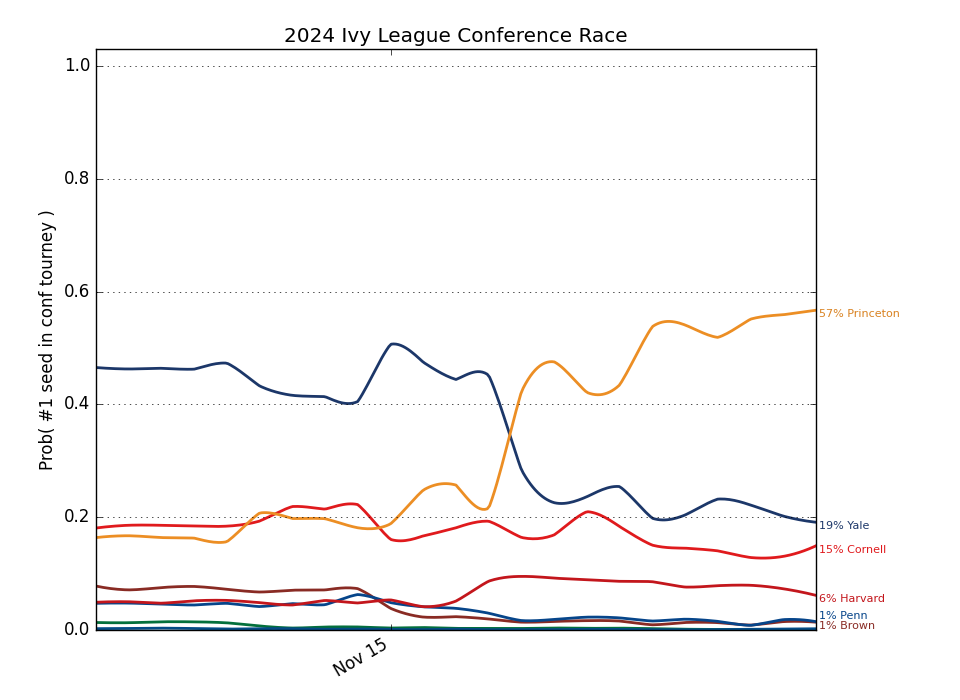 2024 Ivy League Conference Race
1.0
0.8
0.6
0.4
0.2
0.0
Prob( #1 seed in conf tourney )
Nov 15
57% Princeton
19% Yale
15% Cornell
6% Harvard
1% Penn
1% Brown